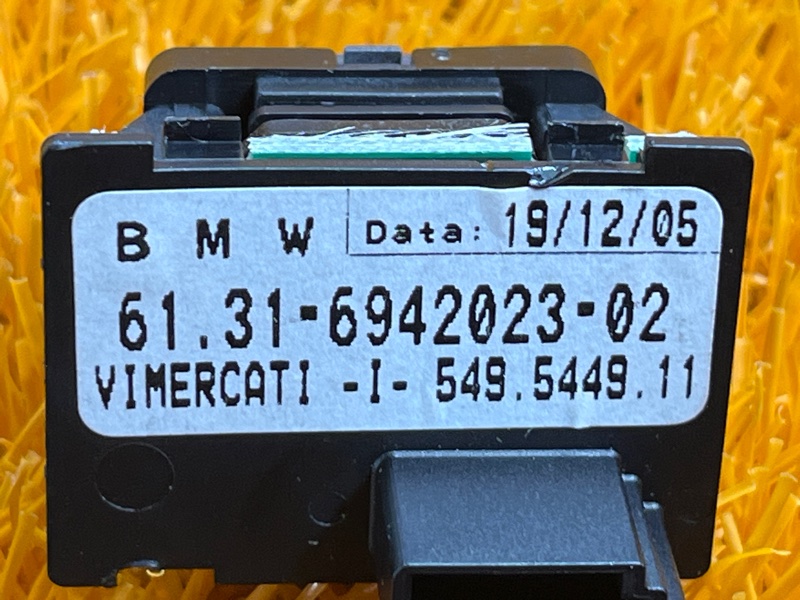 B M W Data: 19/12/05
61.31-6942023-02
VIMERCATI -I- 549.5449.11